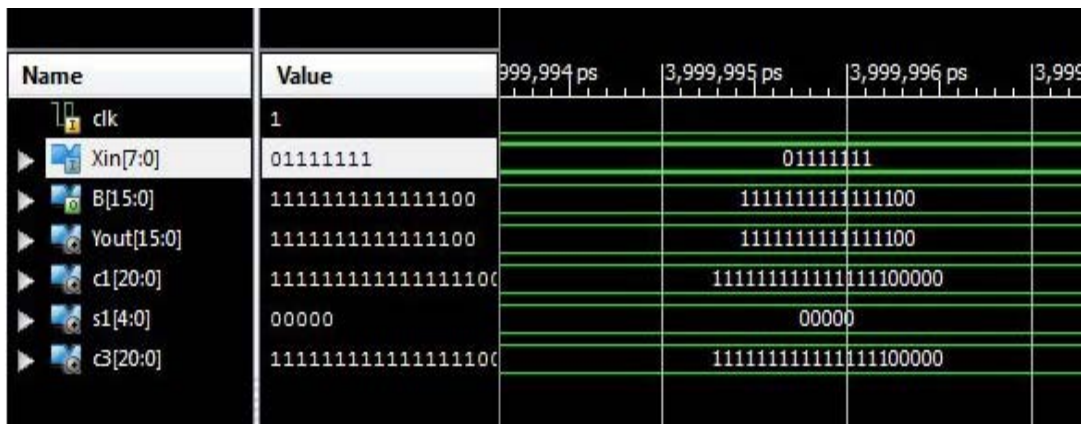 Name Value 999,994 ps 3,999,995 ps 3,999,996 ps 3,999
clk 1
Xin[7:0] 01111111 01111111
B[15:0] 1111111111111100 1111111111111100
Yout[15:0] 1111111111111100 1111111111111100
c1[20:0] 111111111111111100 111111111111111100000
s1[4:0] 00000 00000
c3[20:0] 111111111111111100 111111111111111100000